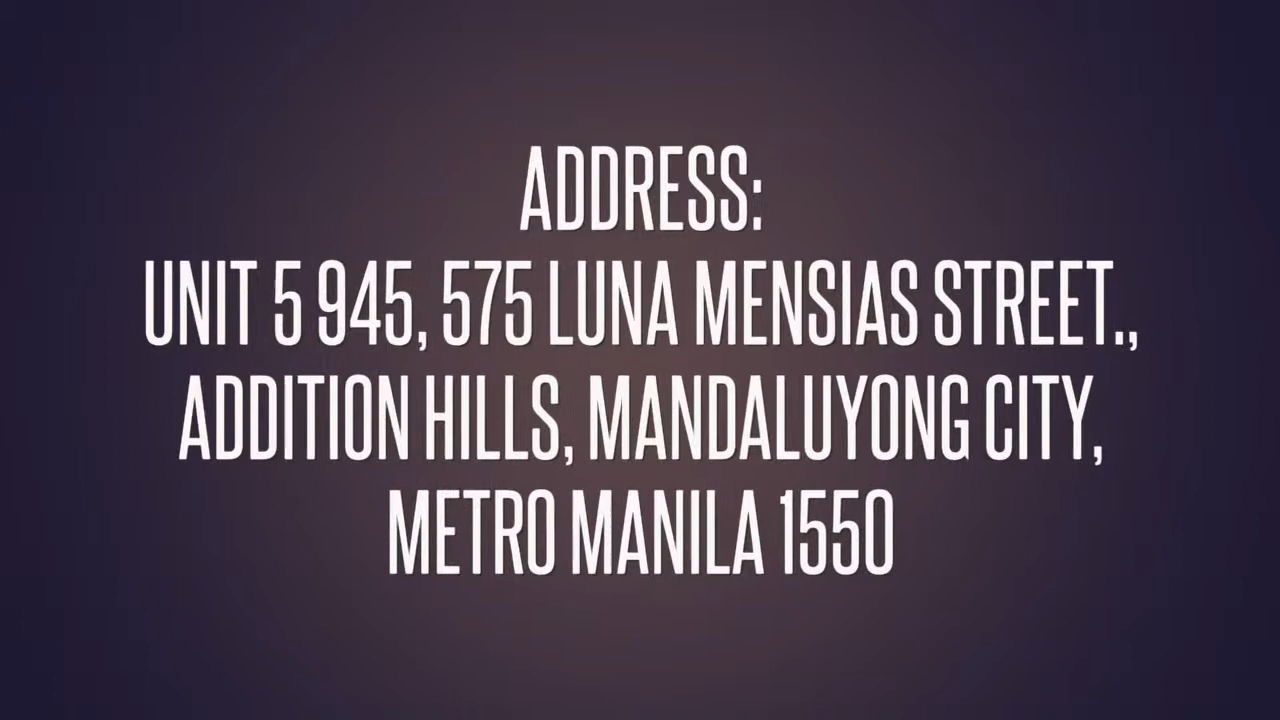 ADDRESS:
UNIT 5 945, 575 LUNA MENSIAS STREET.,
ADDITION HILLS, MANDALUYONG CITY,
METRO MANILA 1550